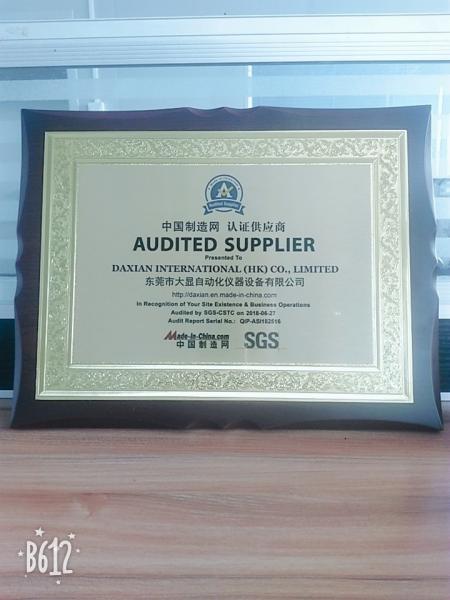 Audited Supplier
中国制造网 认证供应商
AUDITED SUPPLIER
Presented To
DAXIAN INTERNATIONAL (HK) CO., LIMITED
东莞市大显自动化仪器设备有限公司
http://daxian.en.made-in-china.com
In Recognition of Your Site Existence & Business Operations
Audited by SGS-CSTC on 2018-06-27
Audit Report Serial No.: QIP-ASI182516
Made-in-China.com
中国制造网
SGS
B612